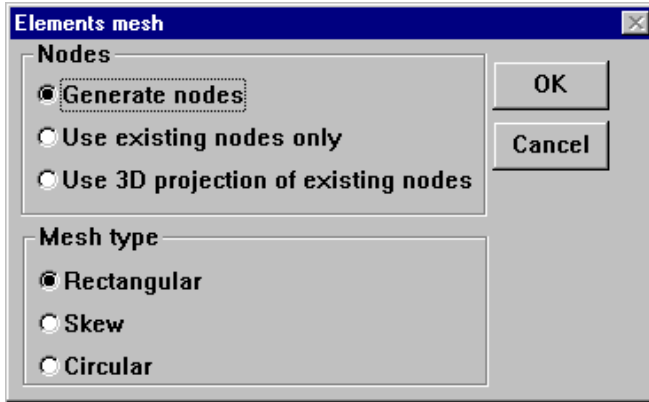 Elements mesh
Nodes
Generate nodes
Use existing nodes only
Use 3D projection of existing nodes
OK
Cancel
Mesh type
Rectangular
Skew
Circular